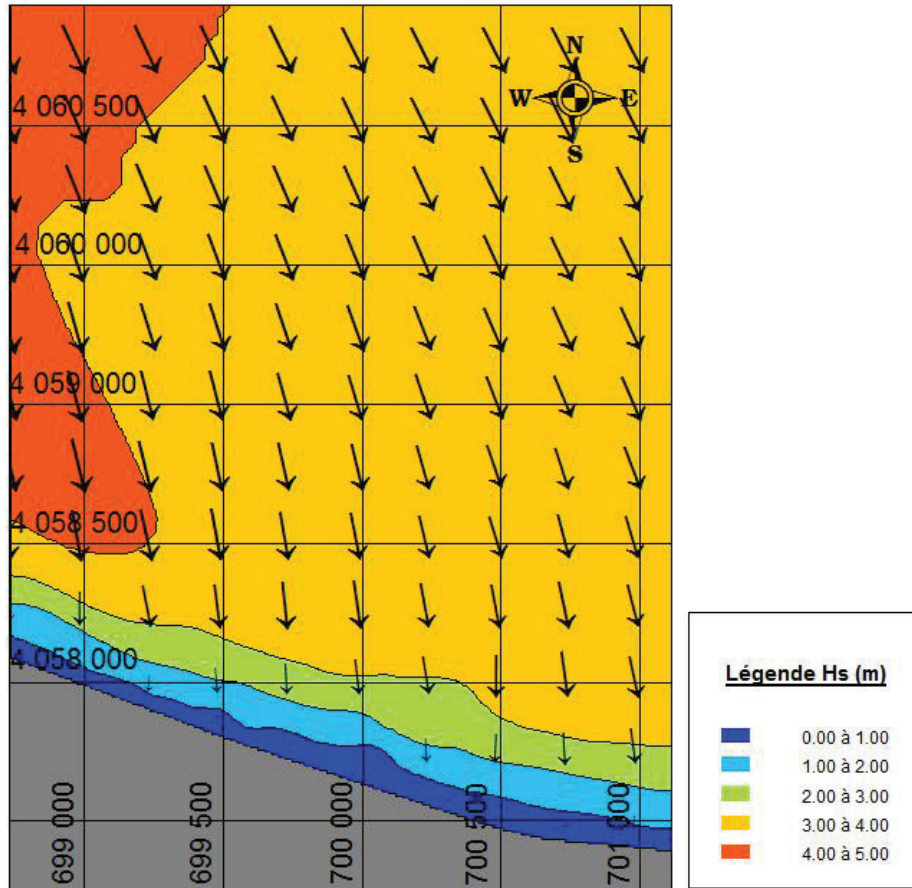 N
W E
S
4 060 500
4 060 000
4 059 000
4 058 500
4 058 000
699 000
699 500
700 000
700 500
701 000
Légende Hs (m)
0.00 à 1.00
1.00 à 2.00
2.00 à 3.00
3.00 à 4.00
4.00 à 5.00